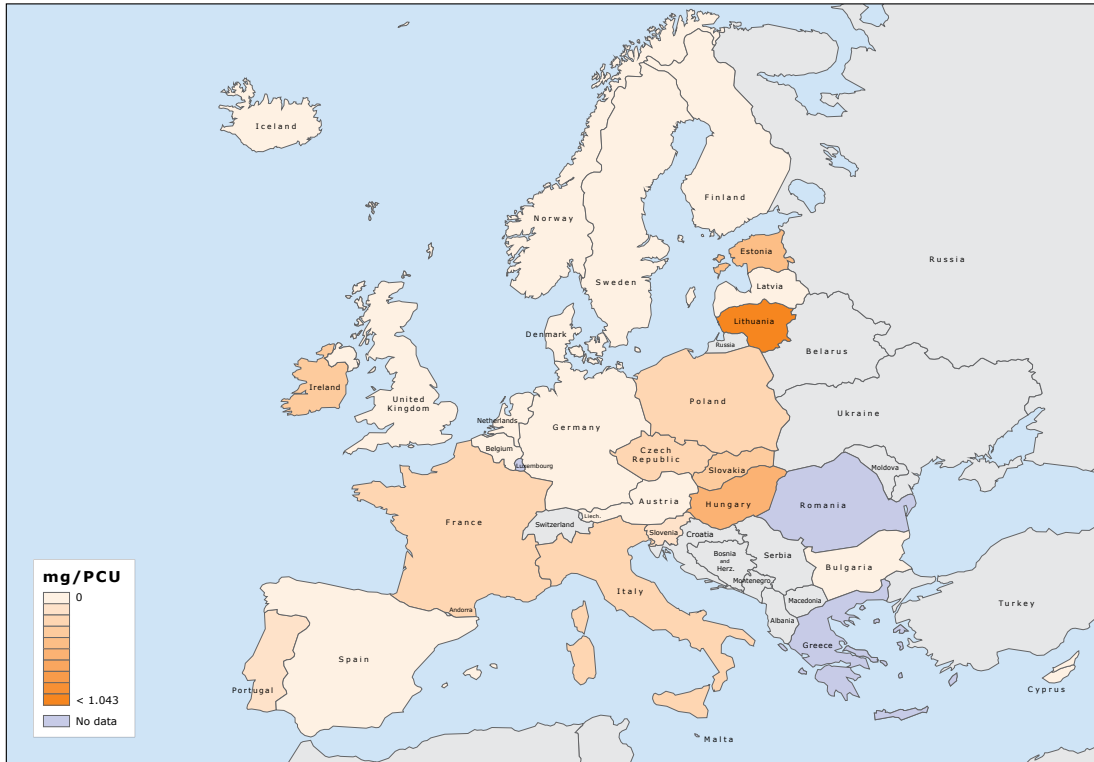 Iceland
Norway
Finland
Sweden
Russia
Estonia
Latvia
Lithuania
Russia
Denmark
Belarus
Ireland
United
Kingdom
Netherlands
Belgium
Luxembourg
Germany
Poland
Ukraine
Czech
Republic
Slovakia
Moldova
Austria
Hungary
Romania
France
Switzerland
Liech.
Slovenia
Croatia
Bosnia
and
Herz.
Serbia
Montenegro
Bulgaria
Macedonia
Albania
Italy
Andorra
Turkey
Greece
Spain
Portugal
Cyprus
Malta
mg/PCU
0
< 1.043
No data